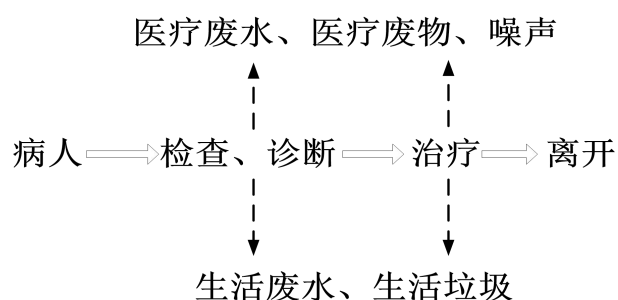 医疗废水、医疗废物、噪声
病人 检查、诊断 治疗 离开
生活废水、生活垃圾